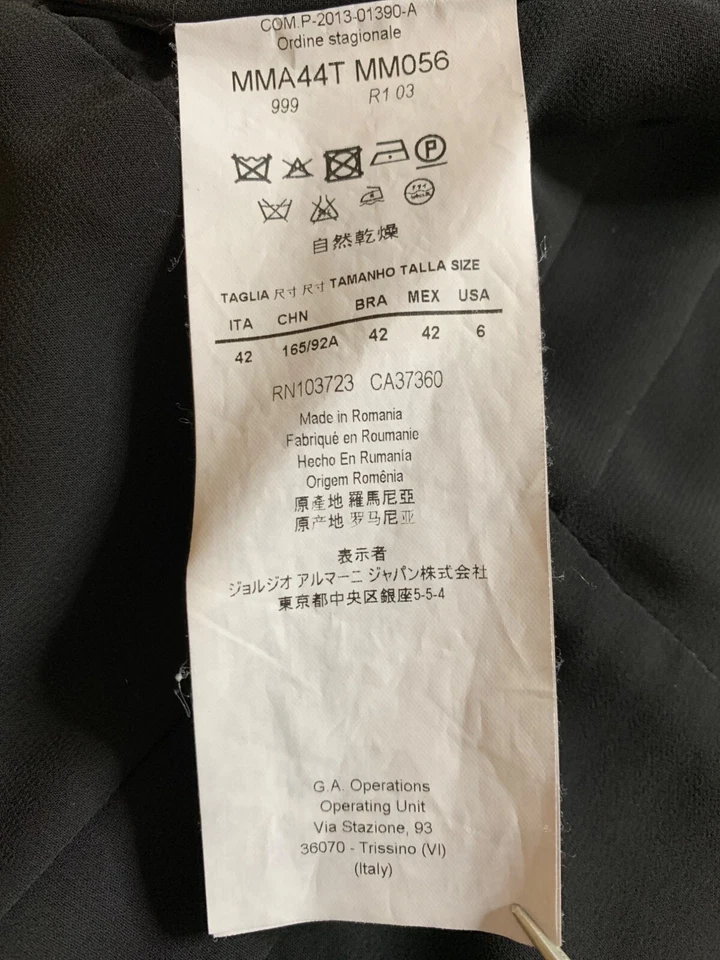 COM.P-2013-01390-A
Ordine stagionale
MMA44T MM056
999 R1 03
P
自然乾燥
TAGLIA 尺寸 尺寸 TAMANHO TALLA SIZE
ITA CHN BRA MEX USA
42 165/92A 42 42 6
RN103723 CA37360
Made in Romania
Fabriqué en Roumanie
Hecho En Rumania
Origem Romênia
原產地 羅馬尼亞
原产地 罗马尼亚
表示者
ジョルジオ アルマーニ ジャパン株式会社
東京都中央区銀座5-5-4
G.A. Operations
Operating Unit
Via Stazione, 93
36070 - Trissino (VI)
(Italy)